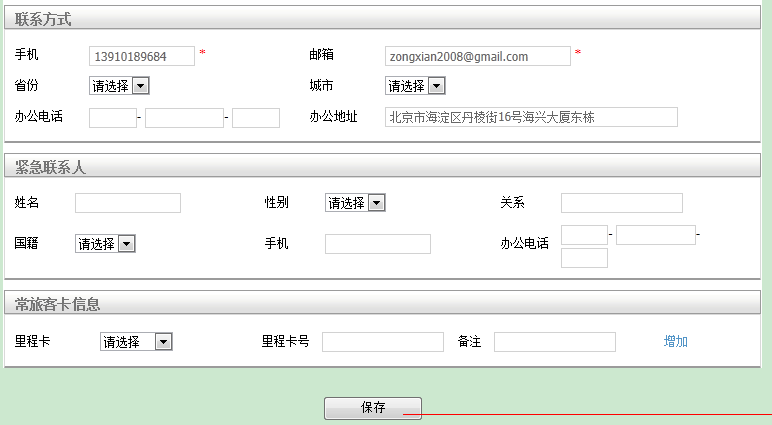 联系方式
手机 13910189684 * 邮箱 zongxian2008@gmail.com *
省份 请选择 城市 请选择
办公电话 - - 办公地址 北京市海淀区丹棱街16号海兴大厦东栋
紧急联系人
姓名 性别 请选择 关系
国籍 请选择 手机 办公电话 - -
常旅客卡信息
里程卡 请选择 里程卡号 备注 增加
保存